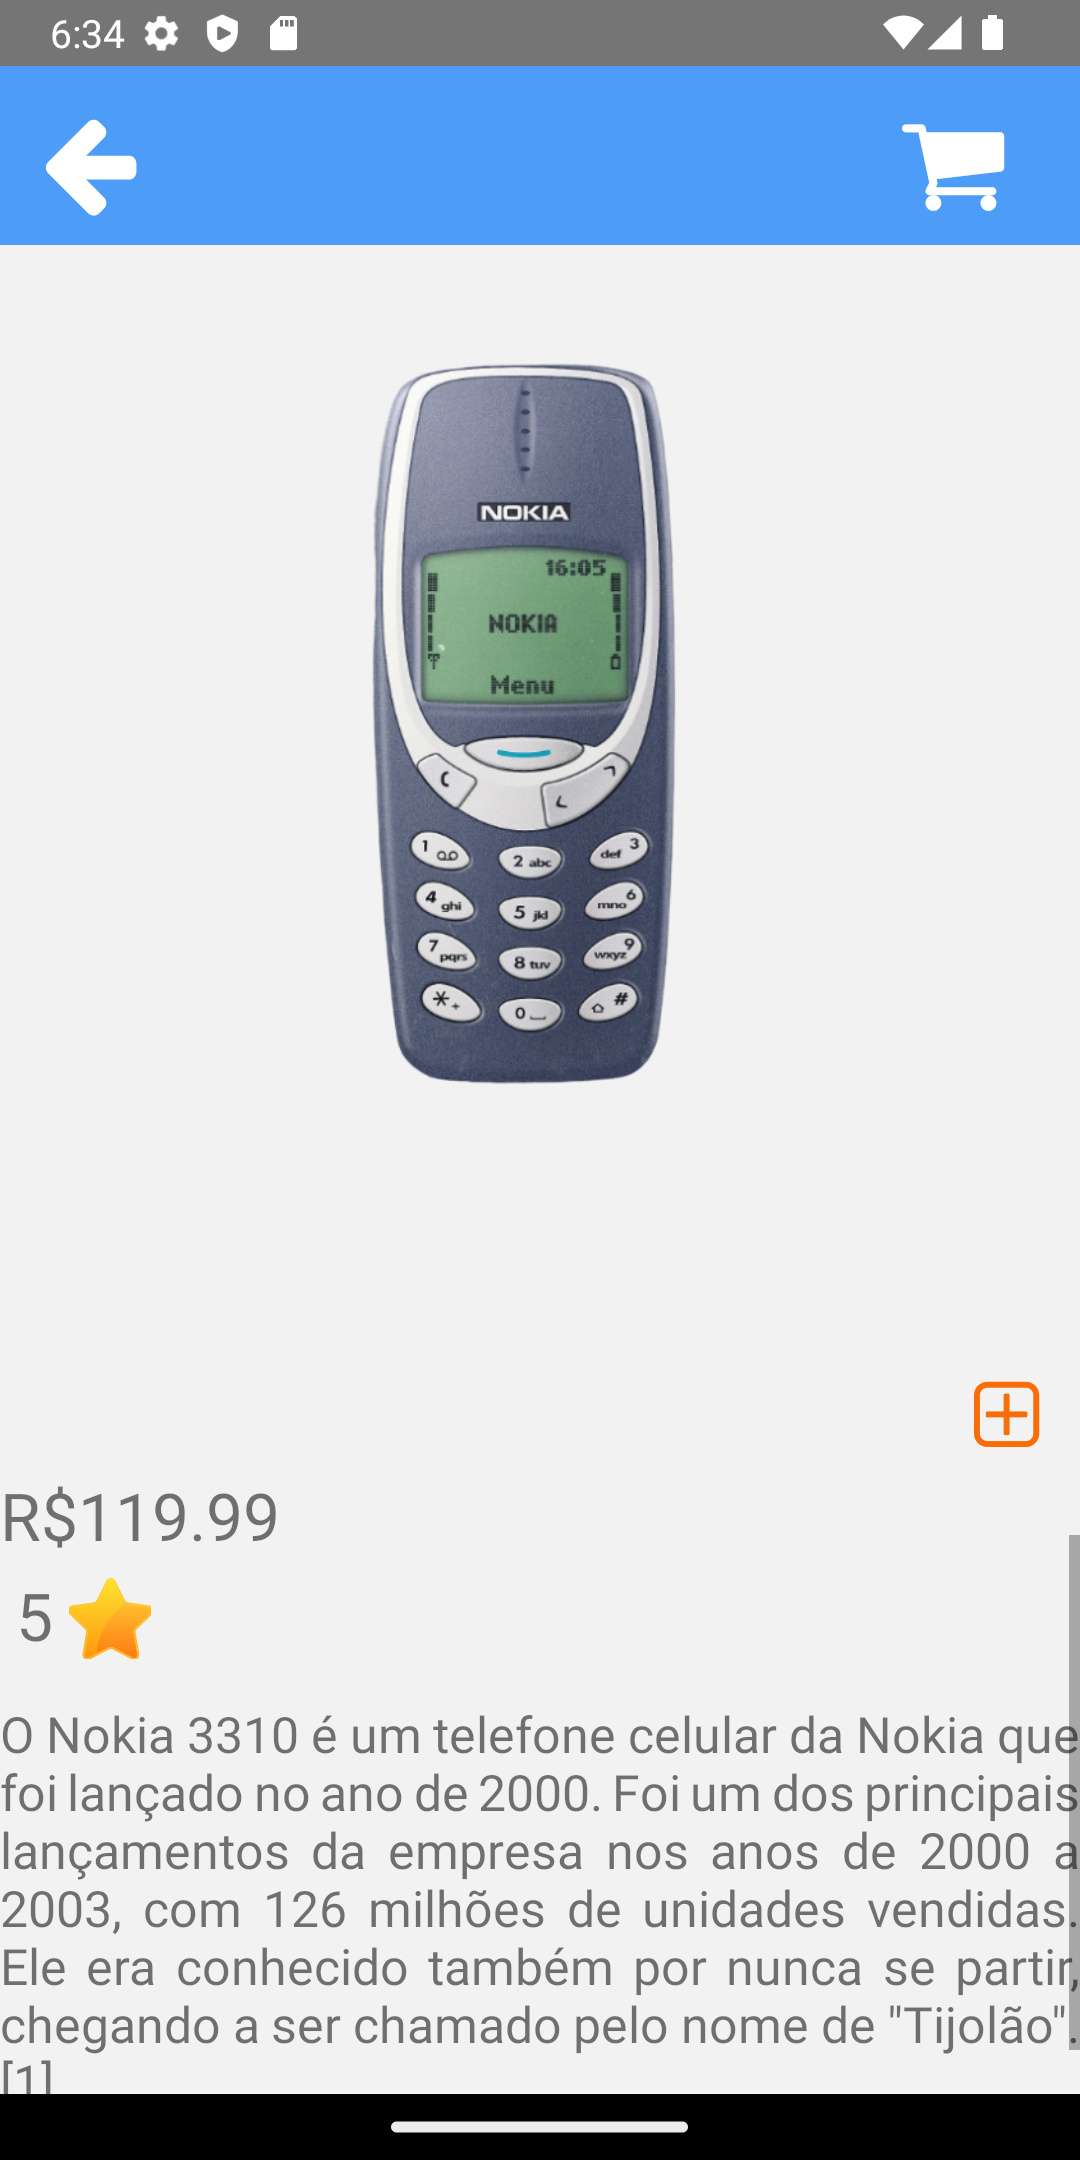 6:34
NOKIA
16:05
NOKIA
Menu
1
2 abc
def 3
4 ghi
5 jkl
mno 6
7 pqrs
8 tuv
wxyz 9
* +
0
#
R$119.99
5
O Nokia 3310 é um telefone celular da Nokia que
foi lançado no ano de 2000. Foi um dos principais
lançamentos da empresa nos anos de 2000 a
2003, com 126 milhões de unidades vendidas.
Ele era conhecido também por nunca se partir,
chegando a ser chamado pelo nome de "Tijolão".
[1]